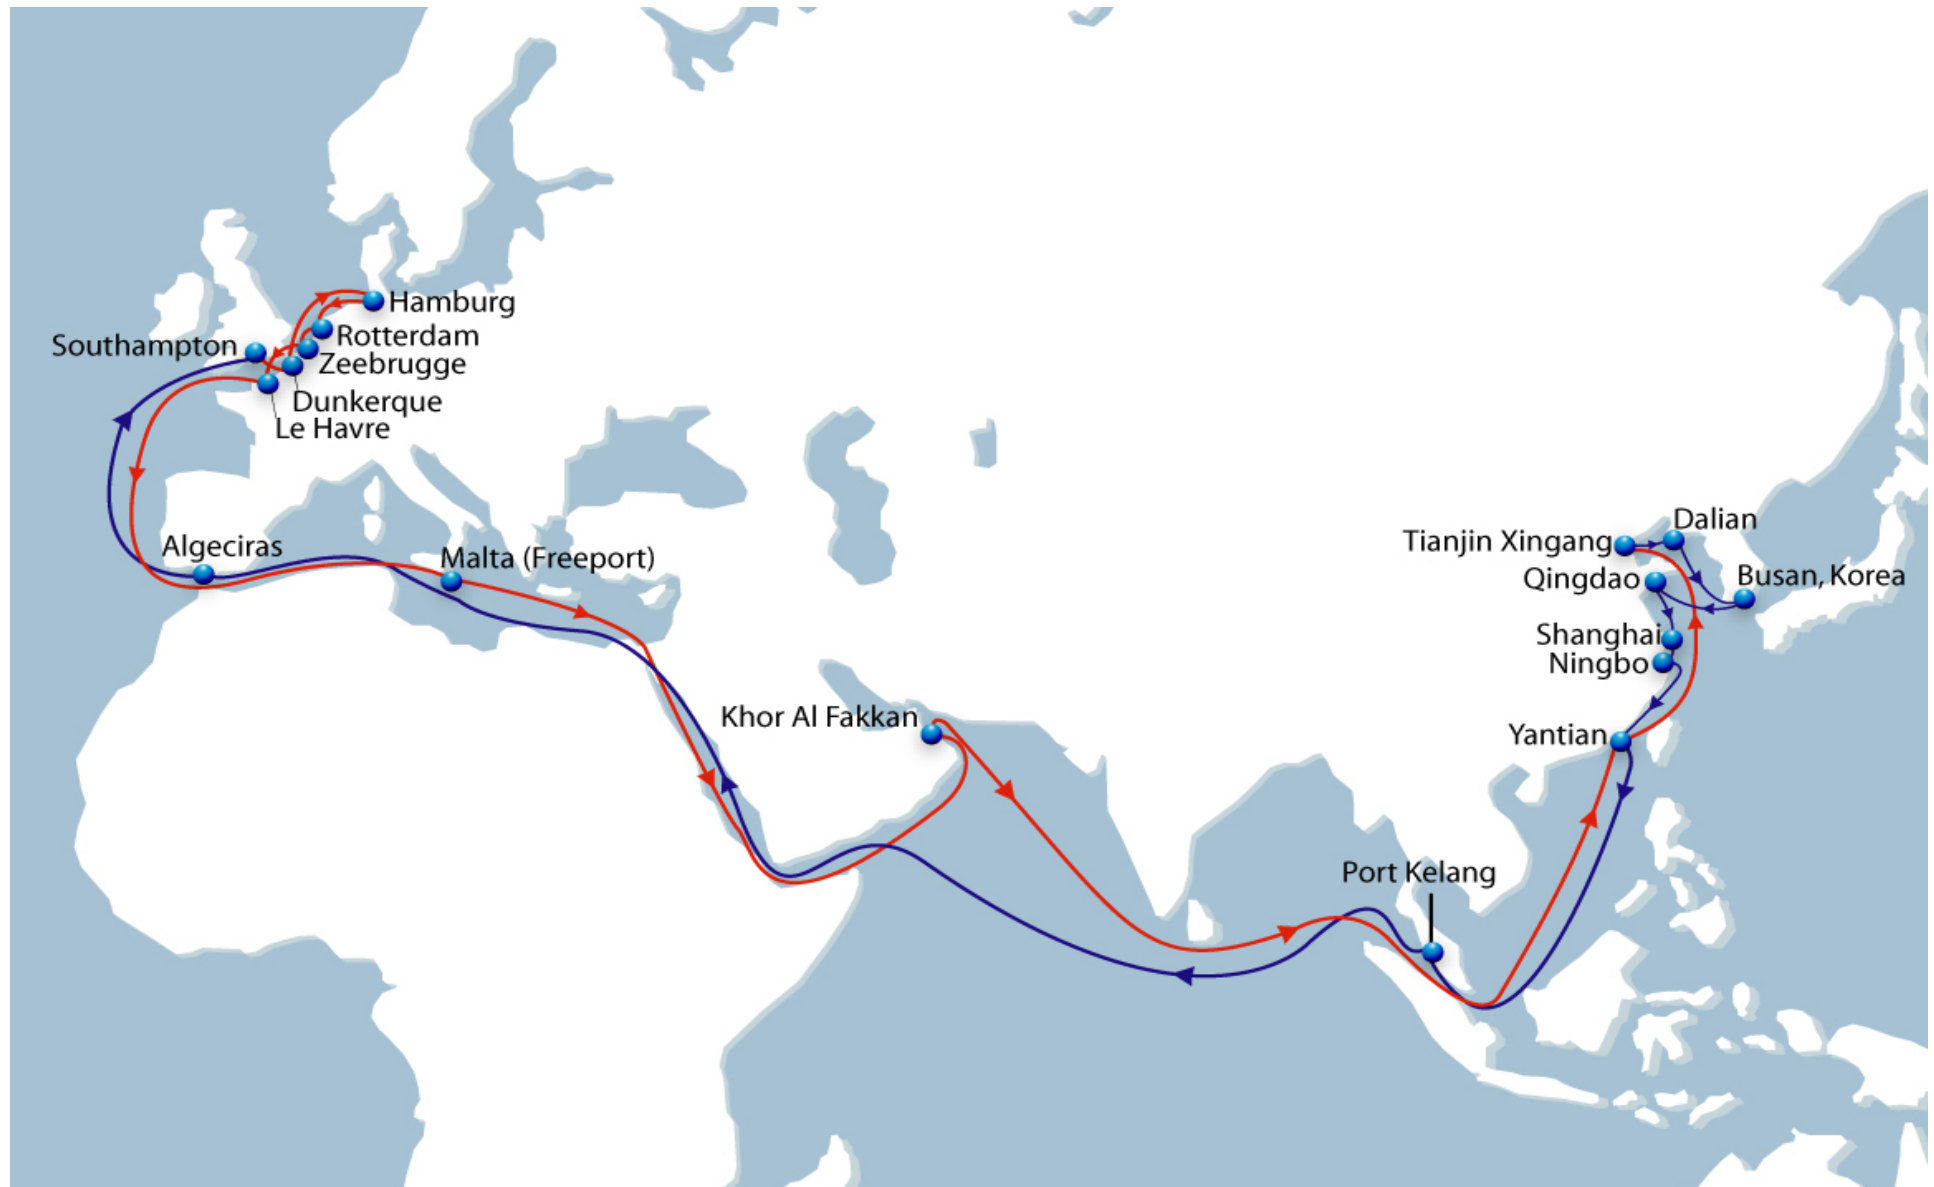 Hamburg
Rotterdam
Southampton
Zeebrugge
Dunkerque
Le Havre
Algeciras
Malta (Freeport)
Dalian
Tianjin Xingang
Qingdao
Busan, Korea
Shanghai
Ningbo
Khor Al Fakkan
Yantian
Port Kelang